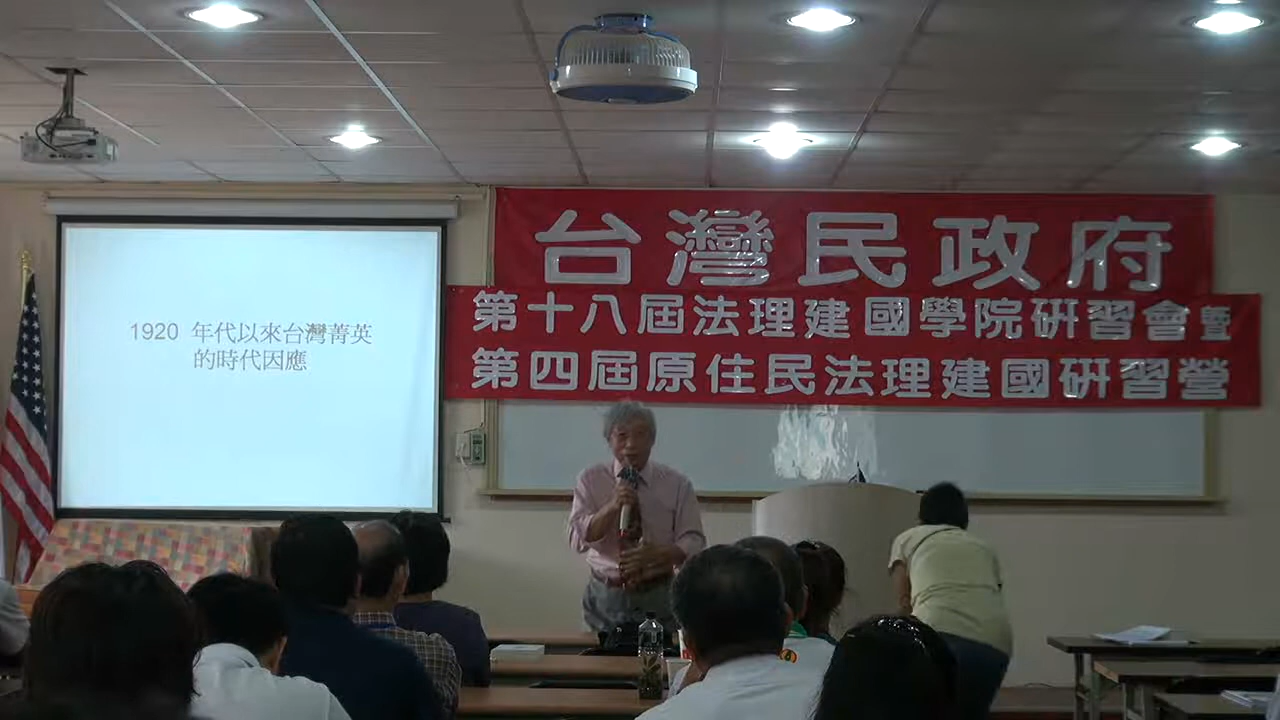 台灣民政府
第十八屆法理建國學院研習會暨
第四屆原住民法理建國研習營
1920 年代以來台灣菁英
的時代因應